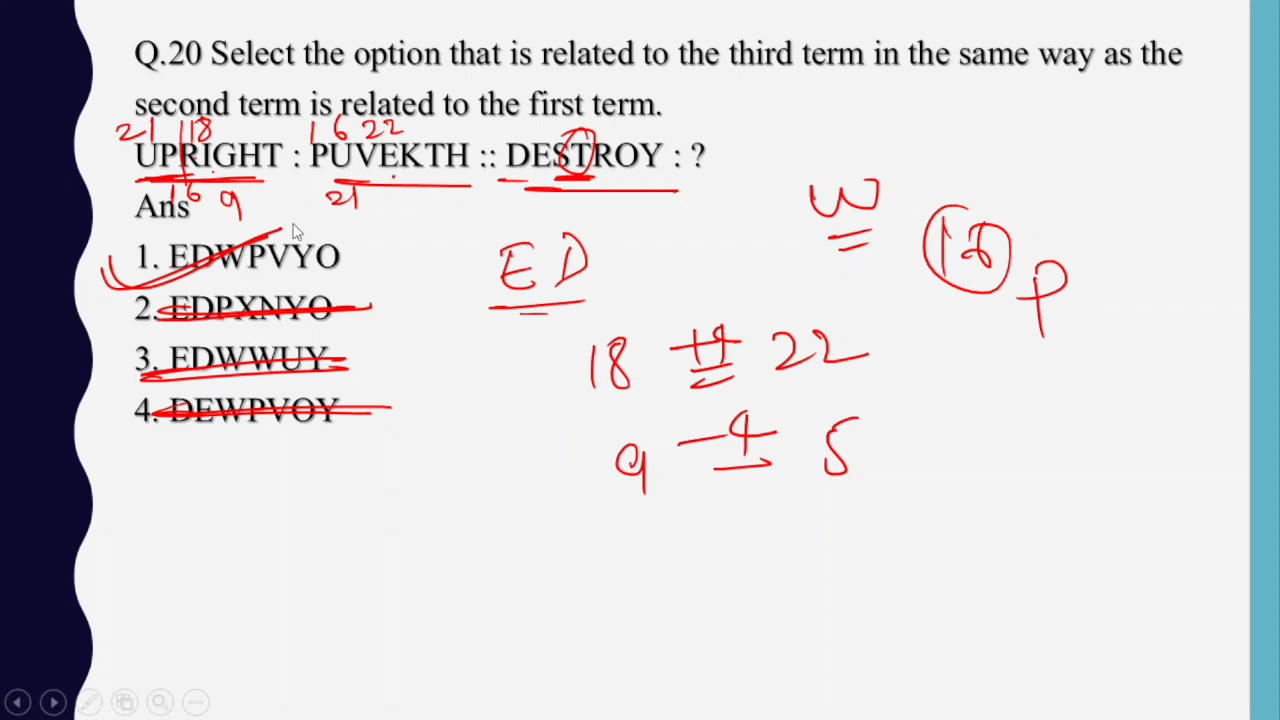 Q.20 Select the option that is related to the third term in the same way as the
second term is related to the first term.
21 18 16 22
UPRIGHT : PUVEKTH :: DESTROY : ?
16 9 21
Ans
W
1. EDWPVYO
ED
P
2. EDPXNYO
18 +4 22
3. EDWWUY
4. DEWPVOY
9 -4 5